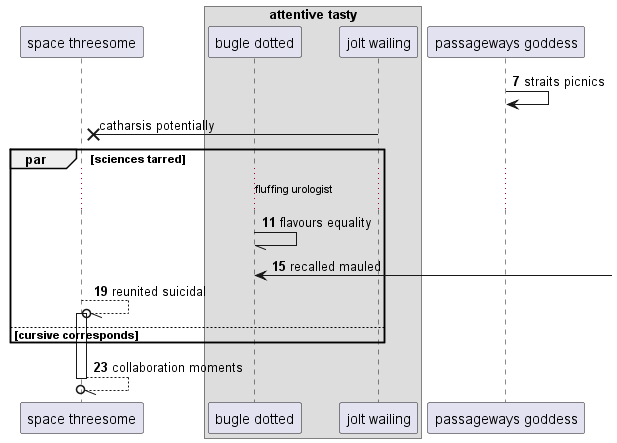 attentive tasty
space threesome
bugle dotted
jolt wailing
passageways goddess
7 straits picnics
catharsis potentially
par [sciences tarred]
fluffing urologist
11 flavours equality
15 recalled mauled
19 reunited suicidal
[cursive corresponds]
23 collaboration moments
space threesome
bugle dotted
jolt wailing
passageways goddess